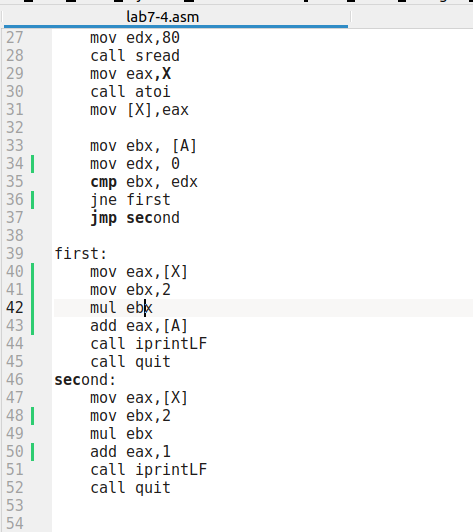 lab7-4.asm
27 mov edx,80
28 call sread
29 mov eax,X
30 call atoi
31 mov [X],eax
32
33 mov ebx, [A]
34 mov edx, 0
35 cmp ebx, edx
36 jne first
37 jmp second
38
39 first:
40 mov eax,[X]
41 mov ebx,2
42 mul ebx
43 add eax,[A]
44 call iprintLF
45 call quit
46 second:
47 mov eax,[X]
48 mov ebx,2
49 mul ebx
50 add eax,1
51 call iprintLF
52 call quit
53
54